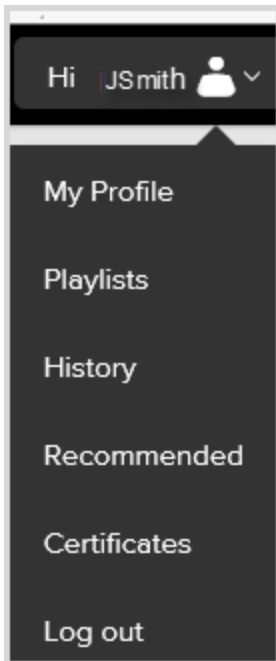 Hi JSmith
My Profile
Playlists
History
Recommended
Certificates
Log out